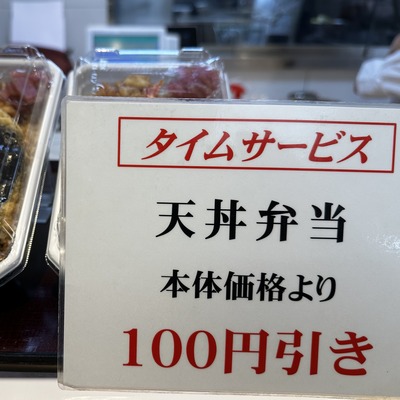 タイムサービス
天丼弁当
本体価格より
100円引き